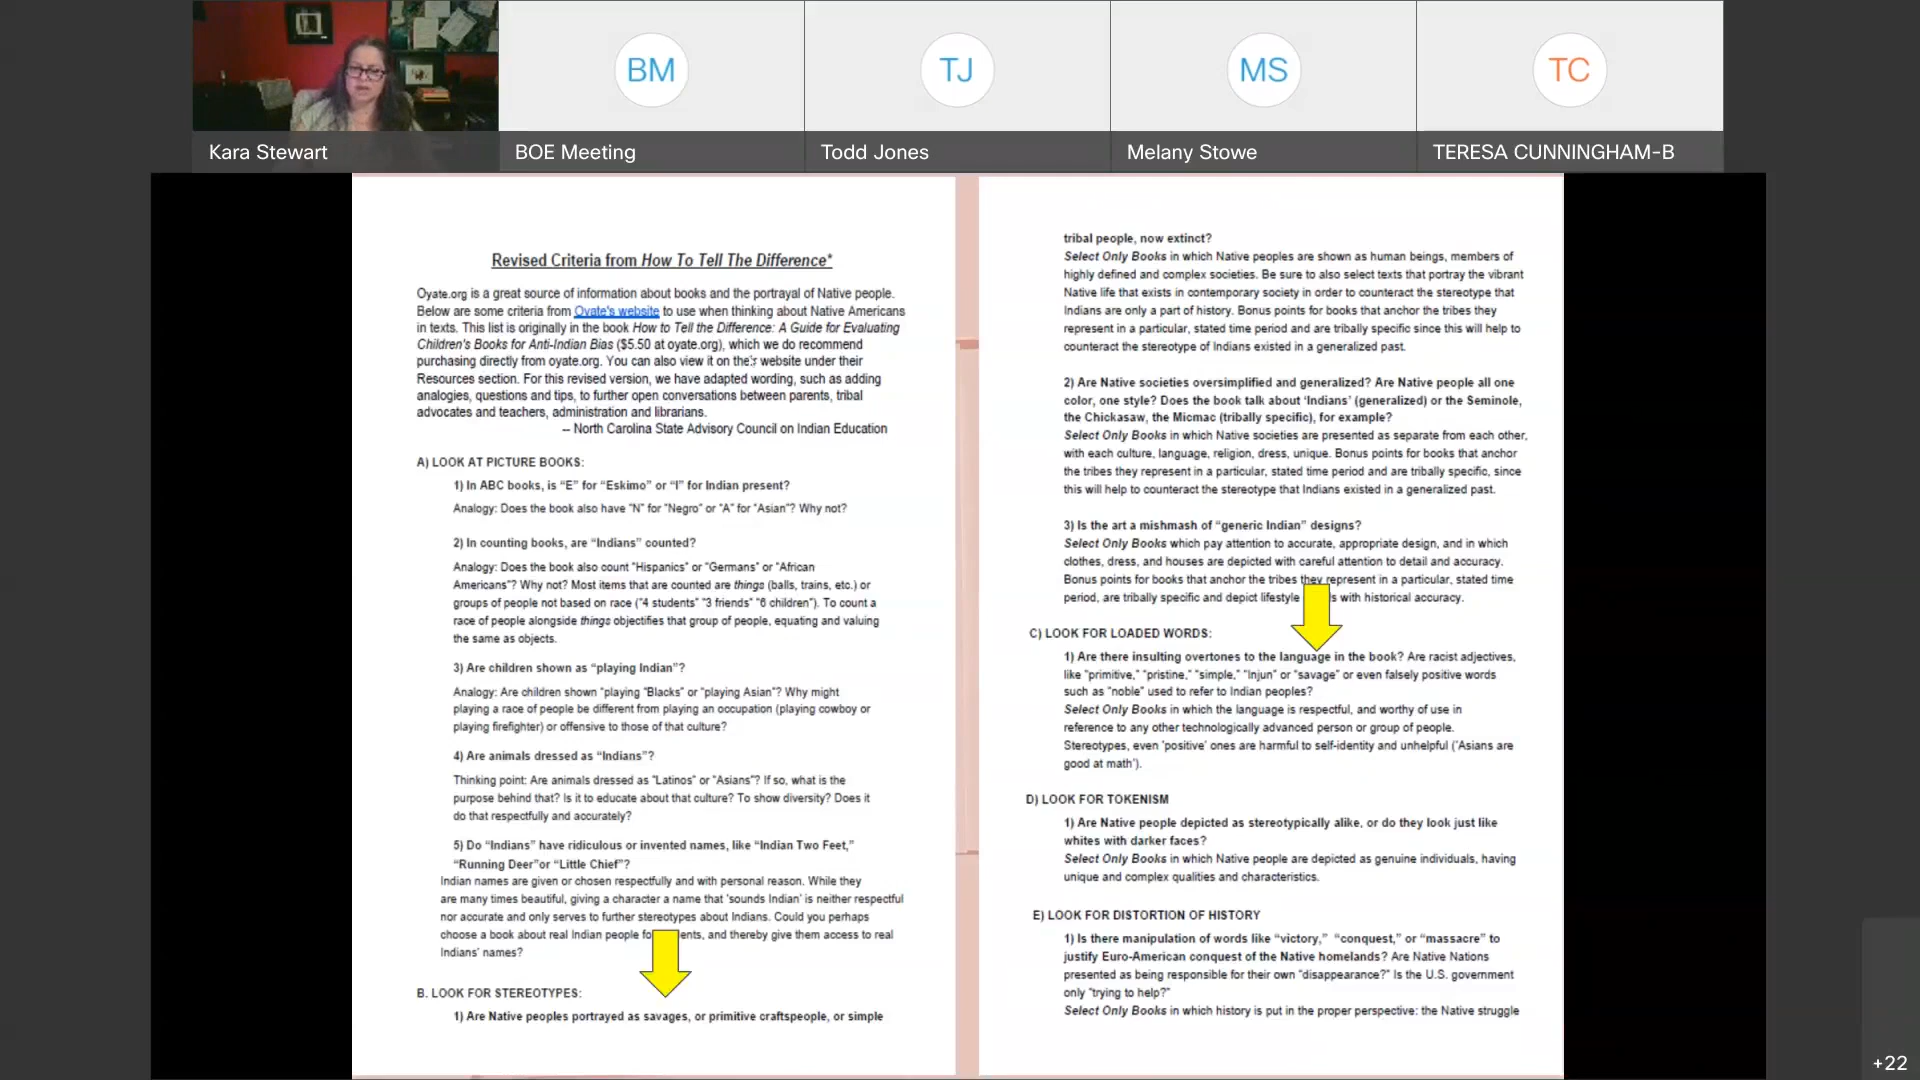 BM
TJ
MS
TC
Kara Stewart
BOE Meeting
Todd Jones
Melany Stowe
TERESA CUNNINGHAM-B
Revised Criteria from How To Tell The Difference*
Oyate.org is a great source of information about books and the portrayal of Native people.
Below are some criteria from Oyate's website to use when thinking about Native Americans
in texts. This list is originally in the book How to Tell the Difference: A Guide for Evaluating
Children's Books for Anti-Indian Bias ($5.50 at oyate.org), which we do recommend
purchasing directly from oyate.org. You can also view it on their website under their
Resources section. For this revised version, we have adapted wording, such as adding
analogies, questions and tips, to further open conversations between parents, tribal
advocates and teachers, administration and librarians.
-- North Carolina State Advisory Council on Indian Education
A) LOOK AT PICTURE BOOKS:
1) In ABC books, is “E” for “Eskimo” or “I” for Indian present?
Analogy: Does the book also have "N" for "Negro" or "A" for "Asian"? Why not?
2) In counting books, are “Indians” counted?
Analogy: Does the book also count "Hispanics" or "Germans" or "African
Americans"? Why not? Most items that are counted are things (balls, trains, etc.) or
groups of people not based on race ("4 students" "3 friends" "6 children"). To count a
race of people alongside things objectifies that group of people, equating and valuing
the same as objects.
3) Are children shown as “playing Indian”?
Analogy: Are children shown "playing "Blacks" or "playing Asian"? Why might
playing a race of people be different from playing an occupation (playing cowboy or
playing firefighter) or offensive to those of that culture?
4) Are animals dressed as “Indians”?
Thinking point: Are animals dressed as "Latinos" or "Asians"? If so, what is the
purpose behind that? Is it to educate about that culture? To show diversity? Does it
do that respectfully and accurately?
5) Do “Indians” have ridiculous or invented names, like “Indian Two Feet,”
“Running Deer”or “Little Chief”?
Indian names are given or chosen respectfully and with personal reason. While they
are many times beautiful, giving a character a name that 'sounds Indian' is neither respectful
nor accurate and only serves to further stereotypes about Indians. Could you perhaps
choose a book about real Indian people fo ents, and thereby give them access to real
Indians' names?
B. LOOK FOR STEREOTYPES:
1) Are Native peoples portrayed as savages, or primitive craftspeople, or simple
tribal people, now extinct?
Select Only Books in which Native peoples are shown as human beings, members of
highly defined and complex societies. Be sure to also select texts that portray the vibrant
Native life that exists in contemporary society in order to counteract the stereotype that
Indians are only a part of history. Bonus points for books that anchor the tribes they
represent in a particular, stated time period and are tribally specific since this will help to
counteract the stereotype of Indians existed in a generalized past.
2) Are Native societies oversimplified and generalized? Are Native people all one
color, one style? Does the book talk about ‘Indians’ (generalized) or the Seminole,
the Chickasaw, the Micmac (tribally specific), for example?
Select Only Books in which Native societies are presented as separate from each other,
with each culture, language, religion, dress, unique. Bonus points for books that anchor
the tribes they represent in a particular, stated time period and are tribally specific, since
this will help to counteract the stereotype that Indians existed in a generalized past.
3) Is the art a mishmash of “generic Indian” designs?
Select Only Books which pay attention to accurate, appropriate design, and in which
clothes, dress, and houses are depicted with careful attention to detail and accuracy.
Bonus points for books that anchor the tribes they represent in a particular, stated time
period, are tribally specific and depict lifestyle s with historical accuracy.
C) LOOK FOR LOADED WORDS:
1) Are there insulting overtones to the language in the book? Are racist adjectives,
like "primitive," "pristine," "simple," "Injun" or "savage" or even falsely positive words
such as "noble" used to refer to Indian peoples?
Select Only Books in which the language is respectful, and worthy of use in
reference to any other technologically advanced person or group of people.
Stereotypes, even 'positive' ones are harmful to self-identity and unhelpful ('Asians are
good at math').
D) LOOK FOR TOKENISM
1) Are Native people depicted as stereotypically alike, or do they look just like
whites with darker faces?
Select Only Books in which Native people are depicted as genuine individuals, having
unique and complex qualities and characteristics.
E) LOOK FOR DISTORTION OF HISTORY
1) Is there manipulation of words like “victory,” “conquest,” or “massacre” to
justify Euro-American conquest of the Native homelands? Are Native Nations
presented as being responsible for their own "disappearance?" Is the U.S. government
only "trying to help?"
Select Only Books in which history is put in the proper perspective: the Native struggle
+22